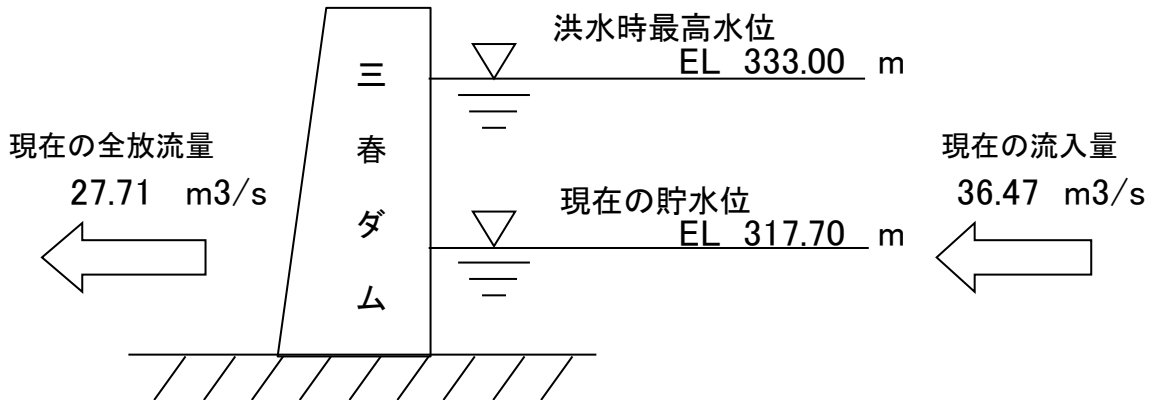 洪水時最高水位
EL 333.00 m
三春ダム
現在の全放流量
27.71 m3/s
現在の貯水位
EL 317.70 m
現在の流入量
36.47 m3/s